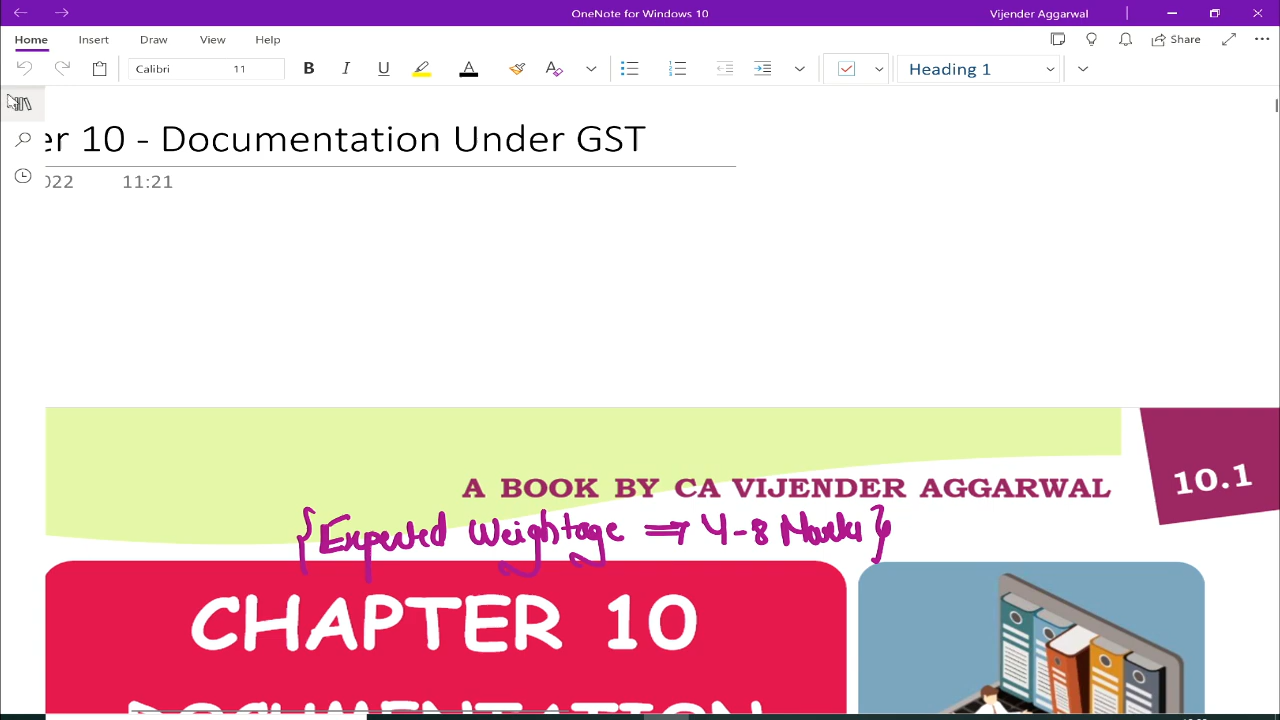 OneNote for Windows 10
Vijender Aggarwal
Home Insert Draw View Help
Share
Calibri 11 B I U A Heading 1
er 10 - Documentation Under GST
022 11:21
A BOOK BY CA VIJENDER AGGARWAL
10.1
{Expected Weightage ⇒ 4-8 Marks}
CHAPTER 10
DOCUMENTATION